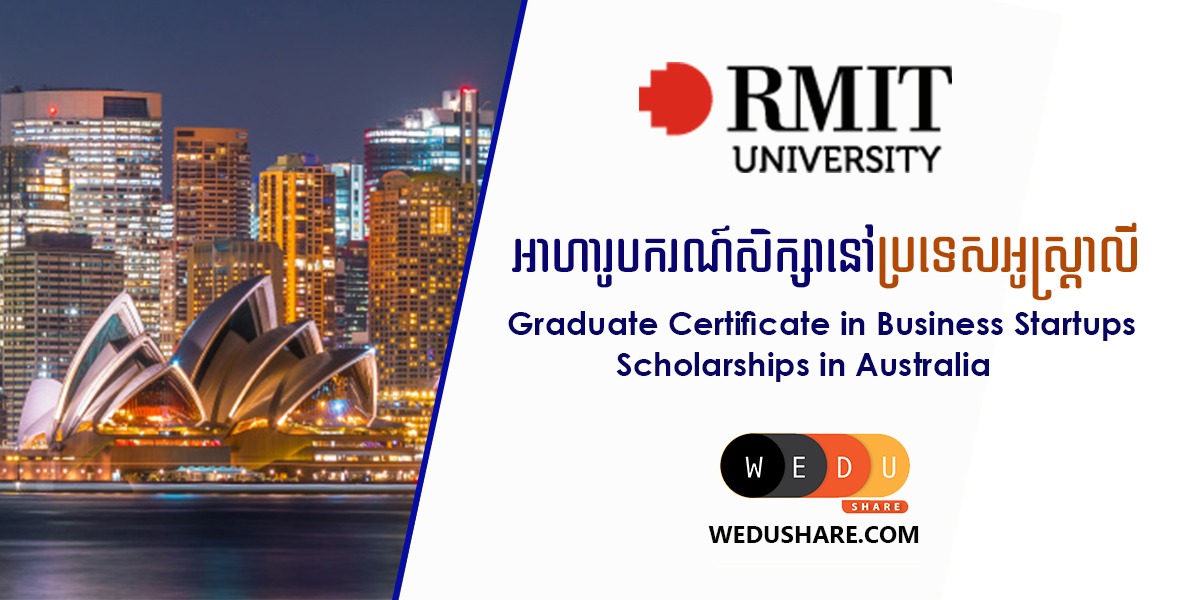 RMIT
UNIVERSITY
អាហារូបករណ៍សិក្សានៅប្រទេសអូស្ត្រាលី
Graduate Certificate in Business Startups
Scholarships in Australia
WEDU
SHARE
WEDUSHARE.COM